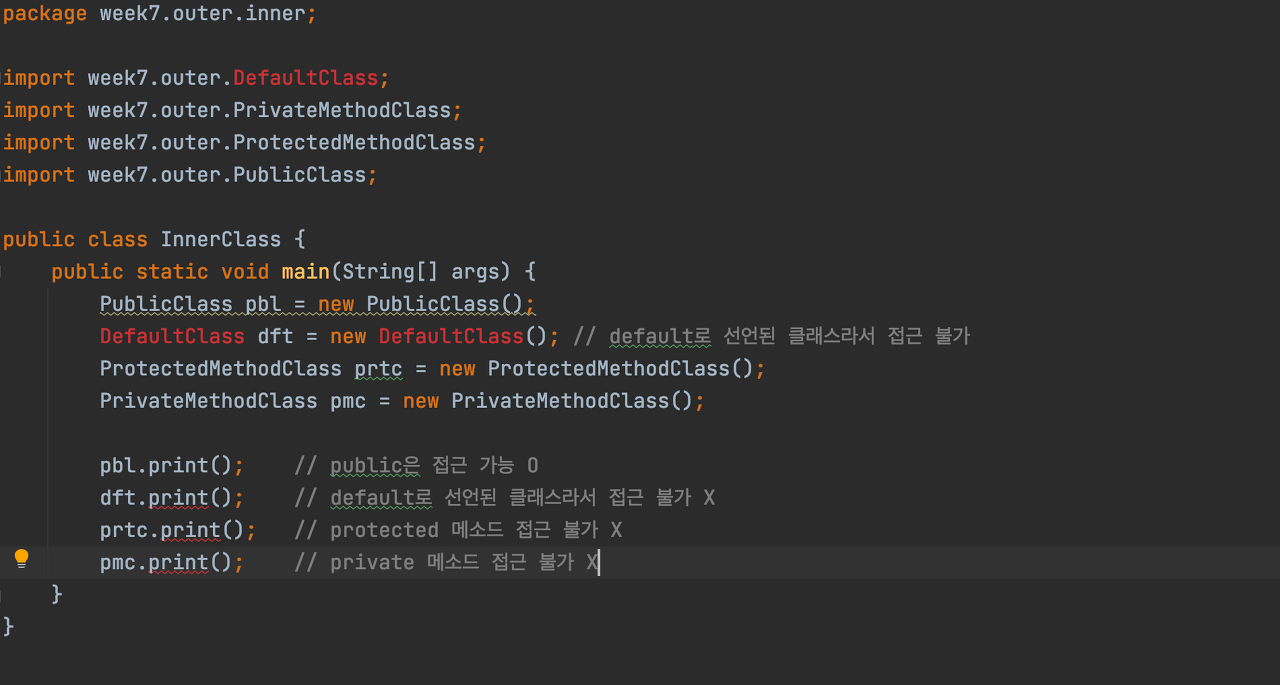 package week7.outer.inner;
import week7.outer.DefaultClass;
import week7.outer.PrivateMethodClass;
import week7.outer.ProtectedMethodClass;
import week7.outer.PublicClass;
public class InnerClass {
public static void main(String[] args) {
PublicClass pbl = new PublicClass();
DefaultClass dft = new DefaultClass(); // default로 선언된 클래스라서 접근 불가
ProtectedMethodClass prtc = new ProtectedMethodClass();
PrivateMethodClass pmc = new PrivateMethodClass();
pbl.print();    // public은 접근 가능 O
dft.print();    // default로 선언된 클래스라서 접근 불가 X
prtc.print();   // protected 메소드 접근 불가 X
pmc.print();    // private 메소드 접근 불가 X
}
}